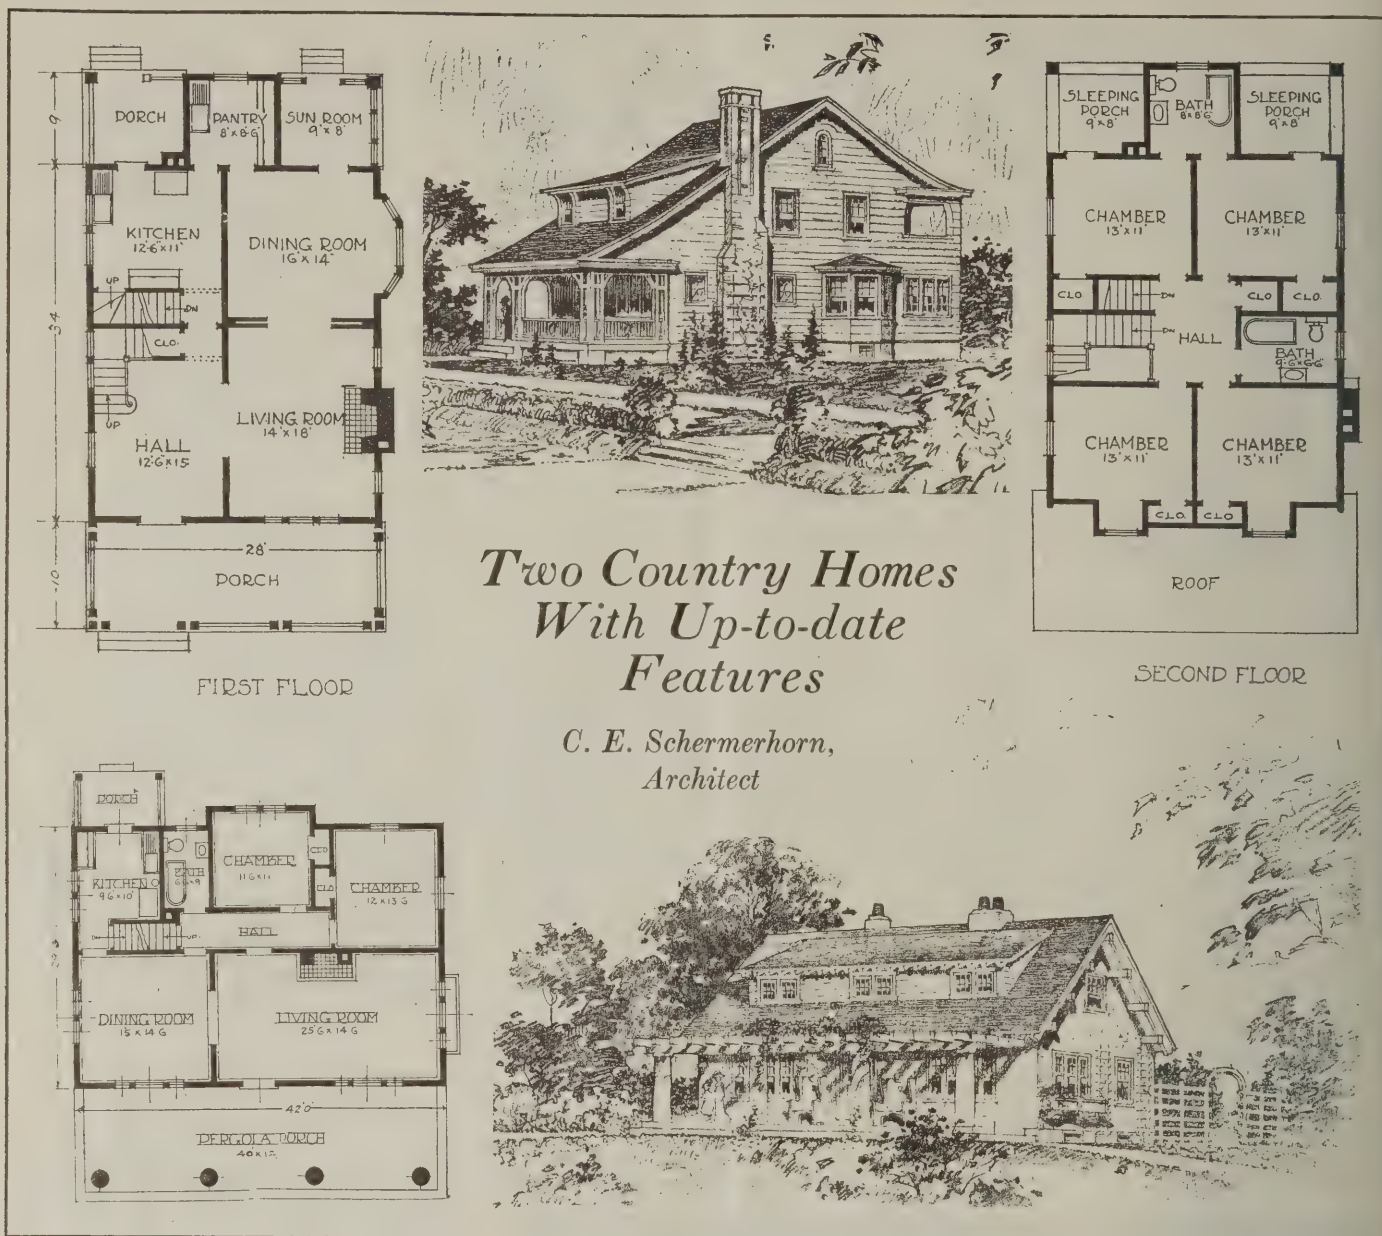 PORCH
PANTRY
8'x8'6"
SUN ROOM
9'x8'
9
KITCHEN
12'-6"x11'
DINING ROOM
16'x14'
UP
DN
34
CLO.
UP
LIVING ROOM
14'x18'
HALL
12'-6"x15'
28'
10
PORCH
FIRST FLOOR
SLEEPING
PORCH
9'x8'
BATH
8'x8'6"
SLEEPING
PORCH
9'x8'
CHAMBER
13'x11'
CHAMBER
13'x11'
CLO
DN
CLO
CLO.
DN
HALL
BATH
9'-6"x6'6"
CHAMBER
13'x11'
CHAMBER
13'x11'
CLO.
CLO
ROOF
SECOND FLOOR
Two Country Homes
With Up-to-date
Features
C. E. Schermerhorn,
Architect
PORCH
KITCHEN
9 6x10
BATH
CHAMBER
11 6x11
CLO
CLO
CHAMBER
12x13 6
HALL
UP
DINING ROOM
15x14 6
LIVING ROOM
25 6x14 6
42'0"
PERGOLA PORCH